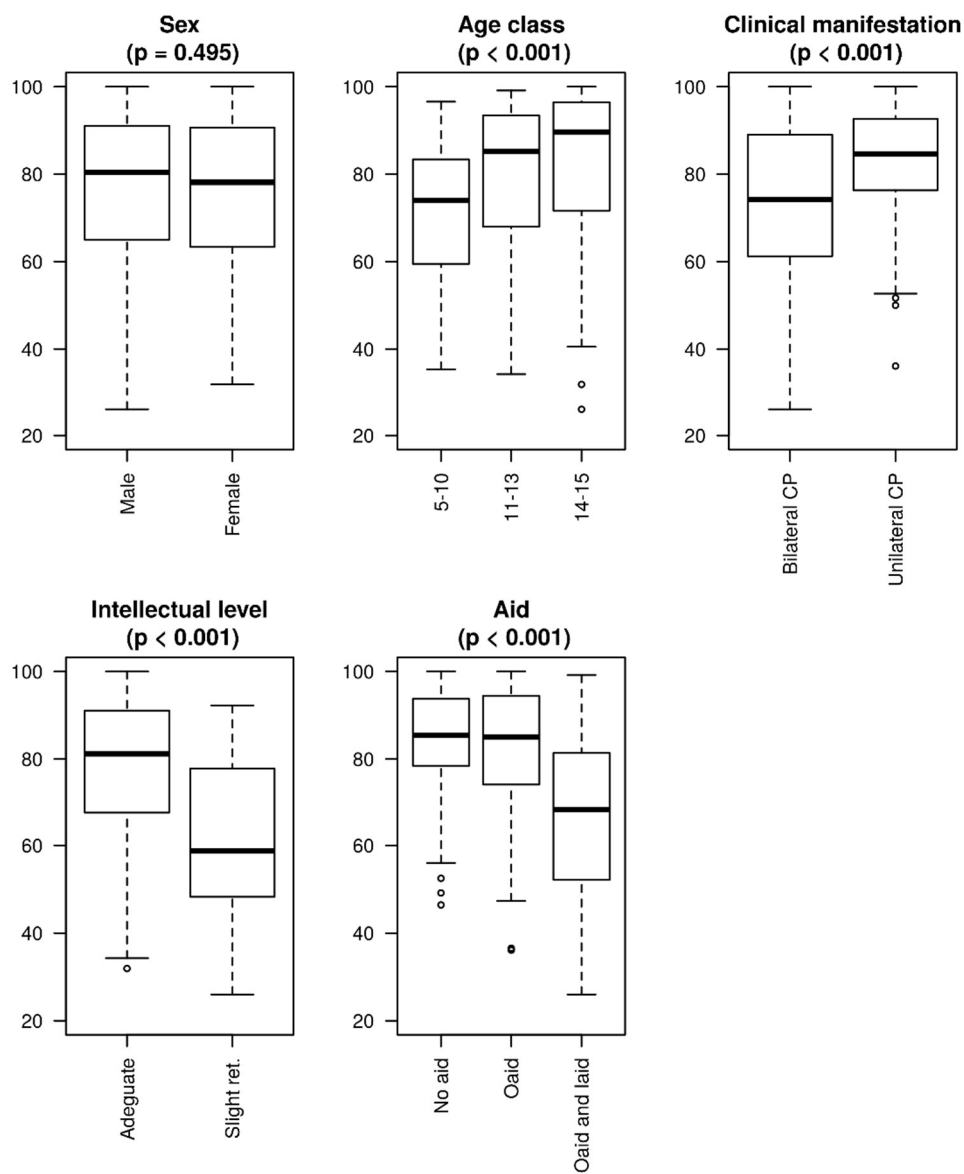 Sex
(p = 0.495)
100
80
60
40
20
Male
Female
Age class
(p < 0.001)
100
80
60
40
20
5-10
11-13
14-15
Clinical manifestation
(p < 0.001)
100
80
60
40
20
Bilateral CP
Unilateral CP
Intellectual level
(p < 0.001)
100
80
60
40
20
Adeguate
Slight ret.
Aid
(p < 0.001)
100
80
60
40
20
No aid
Oaid
Oaid and Iaid